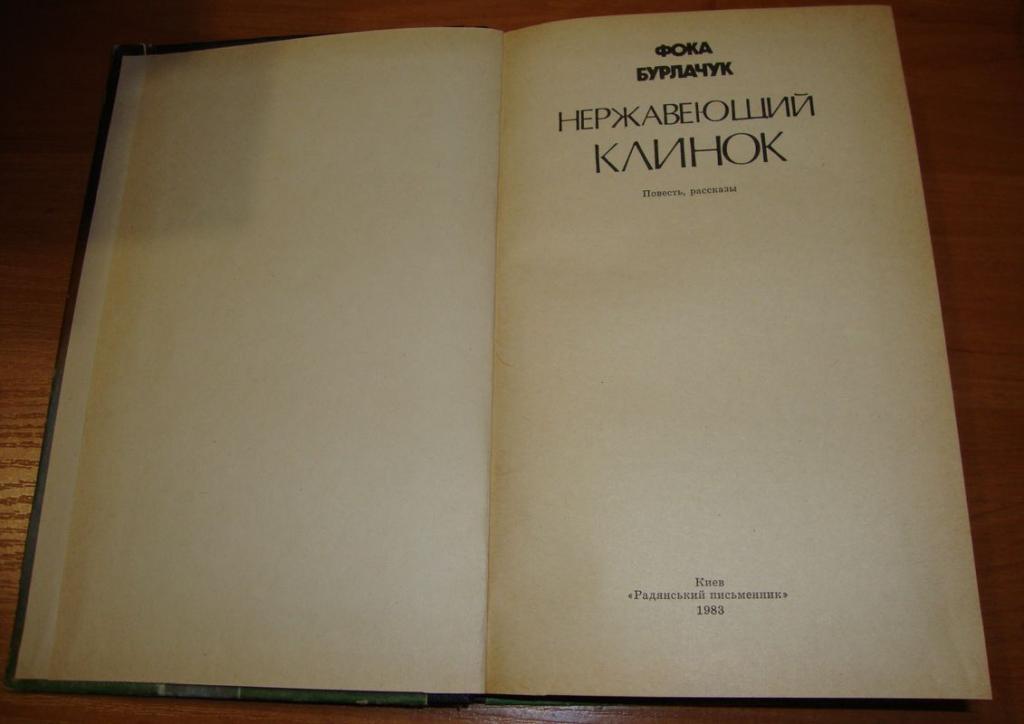 ФОКА
БУРЛАЧУК
НЕРЖАВЕЮЩИЙ
КЛИНОК
Повесть, рассказы
Киев
«Радянський письменник»
1983